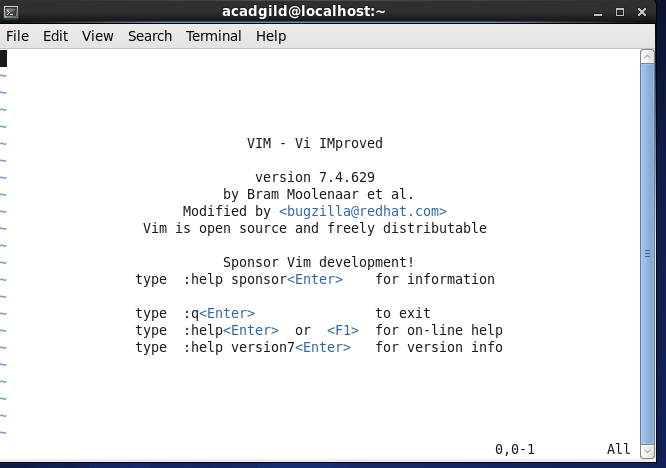 acadgild@localhost:~
File Edit View Search Terminal Help
~
~
~
~
~ VIM - Vi IMproved
~
~ version 7.4.629
~ by Bram Moolenaar et al.
~ Modified by <bugzilla@redhat.com>
~ Vim is open source and freely distributable
~
~ Sponsor Vim development!
~ type :help sponsor<Enter> for information
~
~ type :q<Enter> to exit
~ type :help<Enter> or <F1> for on-line help
~ type :help version7<Enter> for version info
~
~
~
~
~
0,0-1 All